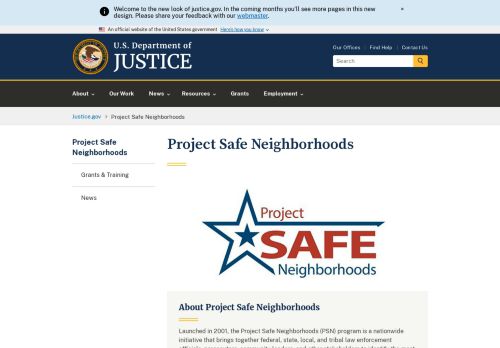 Welcome to the new look of justice.gov. In the coming months you'll see more pages in this new
design. Please share your feedback with our webmaster.
×
An official website of the United States government Here's how you know
U.S. Department of
JUSTICE
Our Offices | Find Help | Contact Us
Search
About
Our Work
News
Resources
Grants
Employment
Justice.gov > Project Safe Neighborhoods
Project Safe
Neighborhoods
Grants & Training
News
Project Safe Neighborhoods
Project
SAFE
Neighborhoods
About Project Safe Neighborhoods
Launched in 2001, the Project Safe Neighborhoods (PSN) program is a nationwide
initiative that brings together federal, state, local, and tribal law enforcement